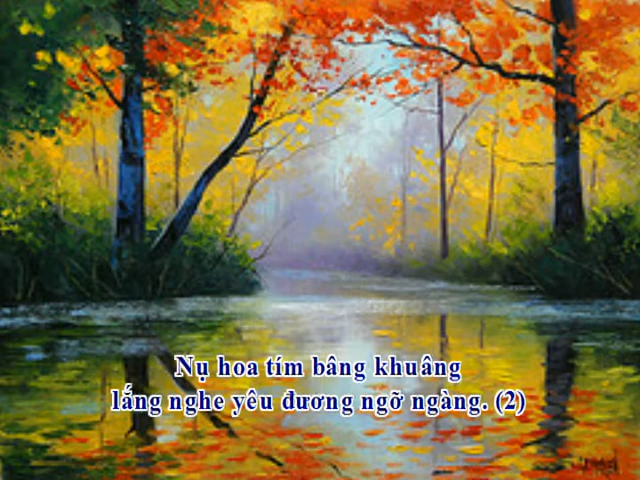 Nụ hoa tím bâng khuâng
lắng nghe yêu đương ngỡ ngàng. (2)